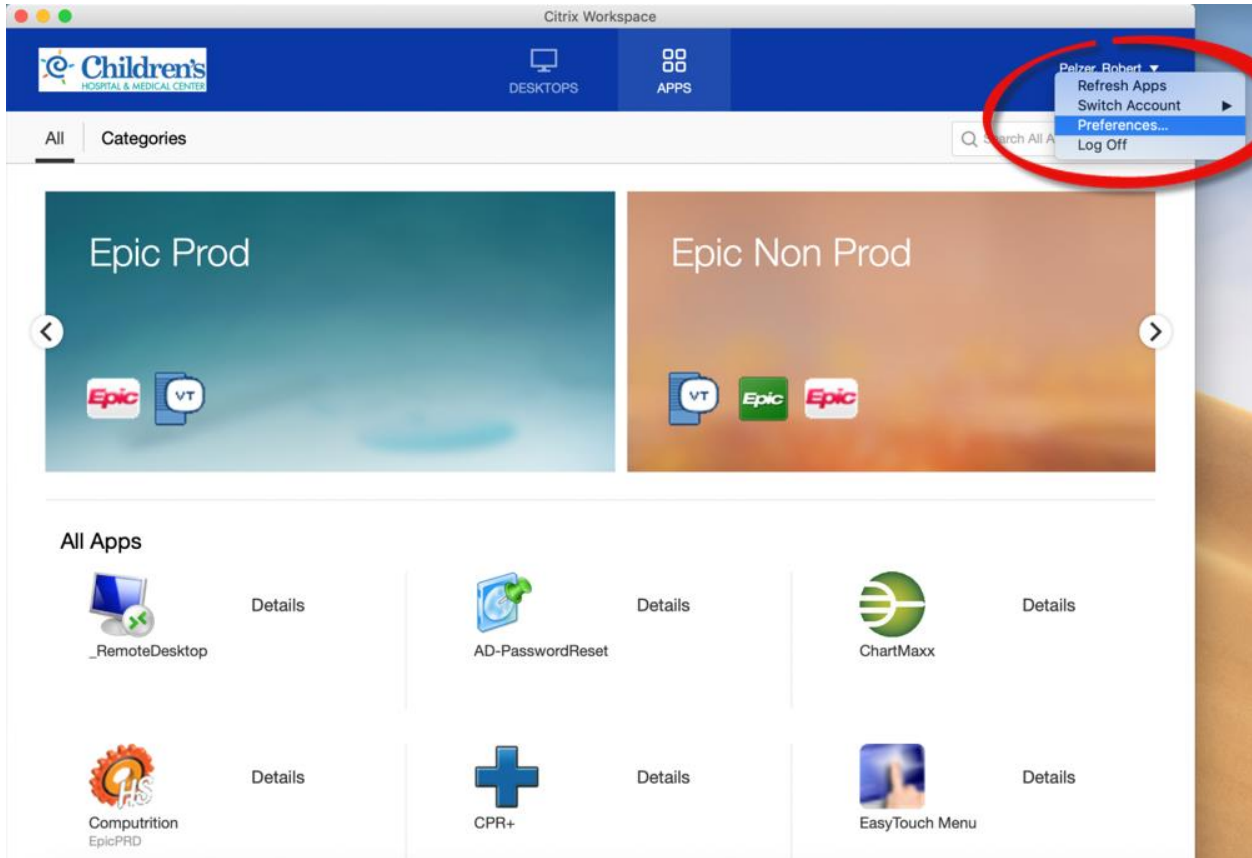 Citrix Workspace
Children's
HOSPITAL & MEDICAL CENTER
DESKTOPS
APPS
Pelzer, Robert
Refresh Apps
Switch Account
Preferences...
Log Off
All
Categories
Search All A
Epic Prod
Epic Non Prod
Epic
VT
VT
Epic
Epic
All Apps
Details
Details
Details
_RemoteDesktop
AD-PasswordReset
ChartMaxx
Details
Details
Details
Computrition
CPR+
EasyTouch Menu
EpicPRD